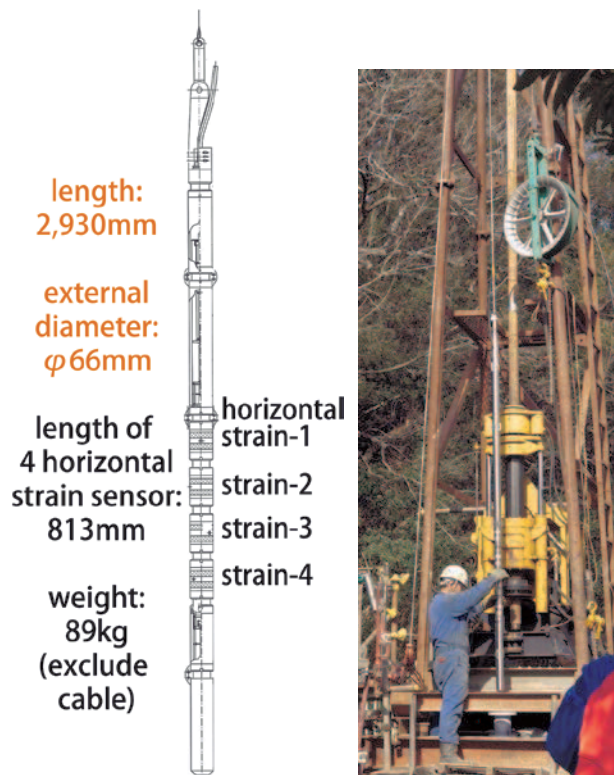 length:
2,930mm
external
diameter:
φ66mm
length of
4 horizontal
strain sensor:
813mm
weight:
89kg
(exclude
cable)
horizontal
strain-1
strain-2
strain-3
strain-4